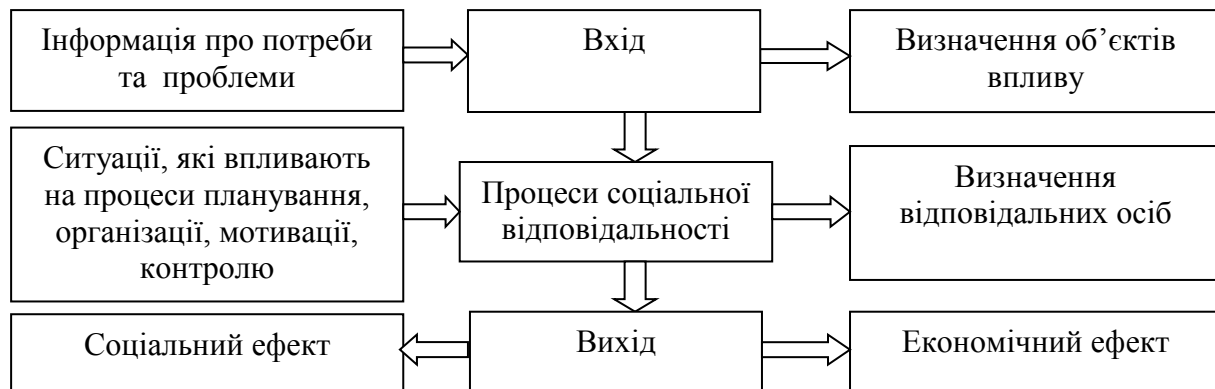 Інформація про потреби
та проблеми
Вхід
Визначення об’єктів
впливу
Ситуації, які впливають
на процеси планування,
організації, мотивації,
контролю
Процеси соціальної
відповідальності
Визначення
відповідальних осіб
Соціальний ефект
Вихід
Економічний ефект